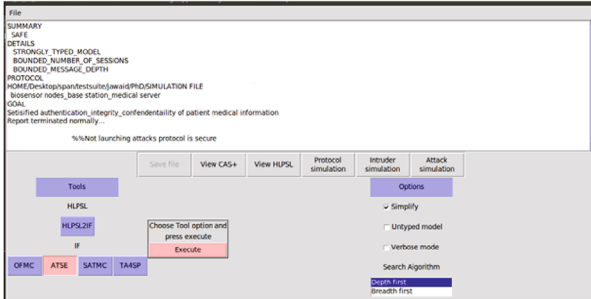 File
SUMMARY
SAFE
DETAILS
STRONGLY_TYPED_MODEL
BOUNDED_NUMBER_OF_SESSIONS
BOUNDED_MESSAGE_DEPTH
PROTOCOL
HOME/Desktop/span/testsuite/jawaid/PhD/SIMULATION FILE
biosensor nodes_base station_medical server
GOAL
Setisified authentication_integrity_confendentaility of patient medical information
Report terminated normally...
%%Not launching attacks protocol is secure
Save file
View CAS+
View HLPSL
Protocol simulation
Intruder simulation
Attack simulation
Tools
HLPSL
HLPSL2IF
IF
OFMC
ATSE
SATMC
TA4SP
Choose Tool option and
press execute
Execute
Options
Simplify
Untyped model
Verbose mode
Search Algorithm
Depth first
Breadth first